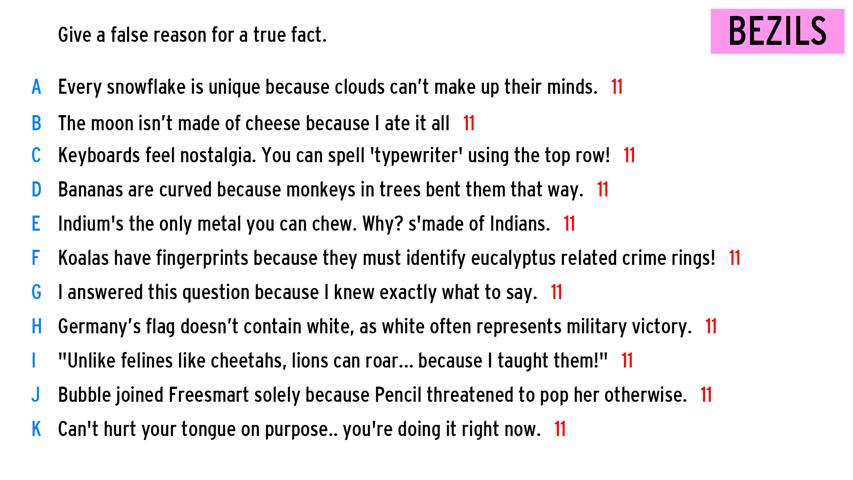 Give a false reason for a true fact.
BEZILS
A Every snowflake is unique because clouds can't make up their minds. 11
B The moon isn't made of cheese because I ate it all 11
C Keyboards feel nostalgia. You can spell 'typewriter' using the top row! 11
D Bananas are curved because monkeys in trees bent them that way. 11
E Indium's the only metal you can chew. Why? s'made of Indians. 11
F Koalas have fingerprints because they must identify eucalyptus related crime rings! 11
G I answered this question because I knew exactly what to say. 11
H Germany's flag doesn't contain white, as white often represents military victory. 11
I "Unlike felines like cheetahs, lions can roar... because I taught them!" 11
J Bubble joined Freesmart solely because Pencil threatened to pop her otherwise. 11
K Can't hurt your tongue on purpose.. you're doing it right now. 11